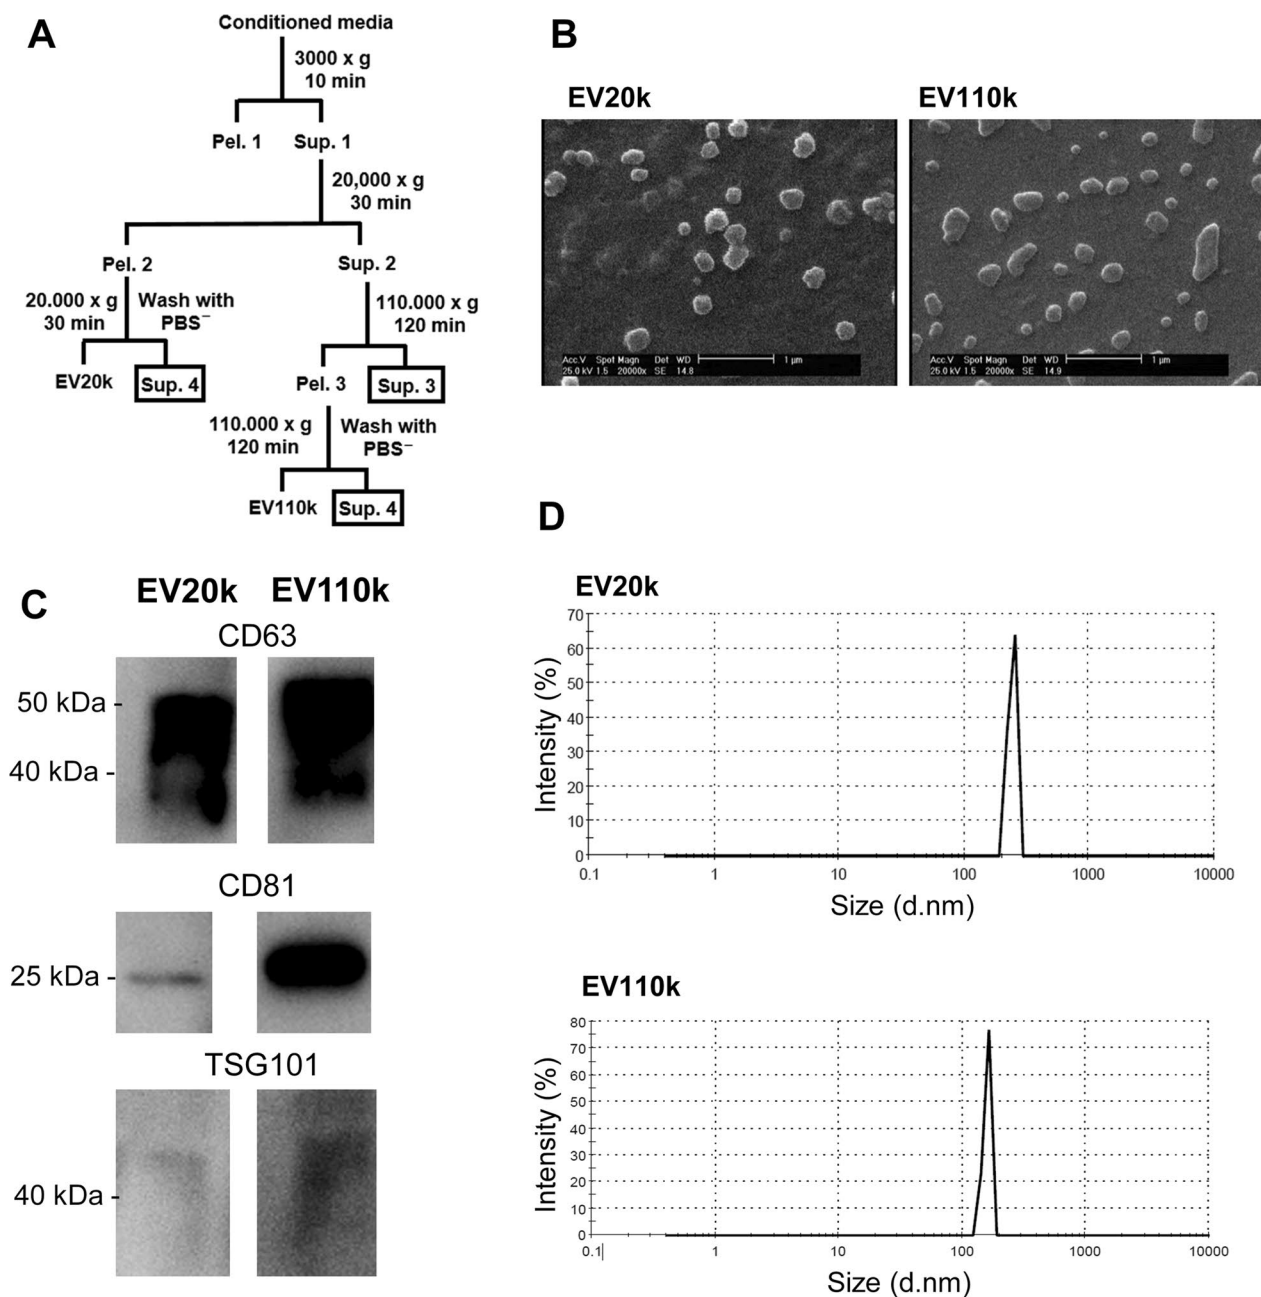 A
Conditioned media
3000 x g
10 min
Pel. 1
Sup. 1
20,000 x g
30 min
Pel. 2
Sup. 2
20.000 x g
30 min
Wash with
PBS⁻
110.000 x g
120 min
EV20k
Sup. 4
Pel. 3
Sup. 3
110.000 x g
120 min
Wash with
PBS⁻
EV110k
Sup. 4
B
EV20k
EV110k
Acc.V Spot Magn Det WD 1 µm
25.0 kV 1.5 20000x SE 14.8
Acc.V Spot Magn Det WD 1 µm
25.0 kV 1.5 20000x SE 14.9
C
EV20k EV110k
CD63
50 kDa -
40 kDa -
CD81
25 kDa -
TSG101
40 kDa -
D
EV20k
70
60
50
40
30
20
10
0
0.1 1 10 100 1000 10000
Intensity (%)
Size (d.nm)
EV110k
80
70
60
50
40
30
20
10
0
0.1 1 10 100 1000 10000
Intensity (%)
Size (d.nm)